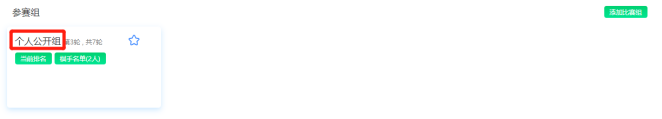 参赛组
添加比赛组
个人公开组 第3轮 , 共7轮
当前排名 棋手名单(2人)